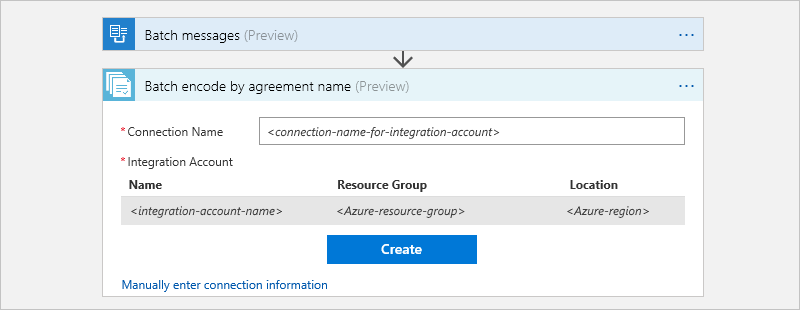 Batch messages (Preview) ...
Batch encode by agreement name (Preview) ...
*Connection Name <connection-name-for-integration-account>
*Integration Account
Name Resource Group Location
<integration-account-name> <Azure-resource-group> <Azure-region>
Create
Manually enter connection information